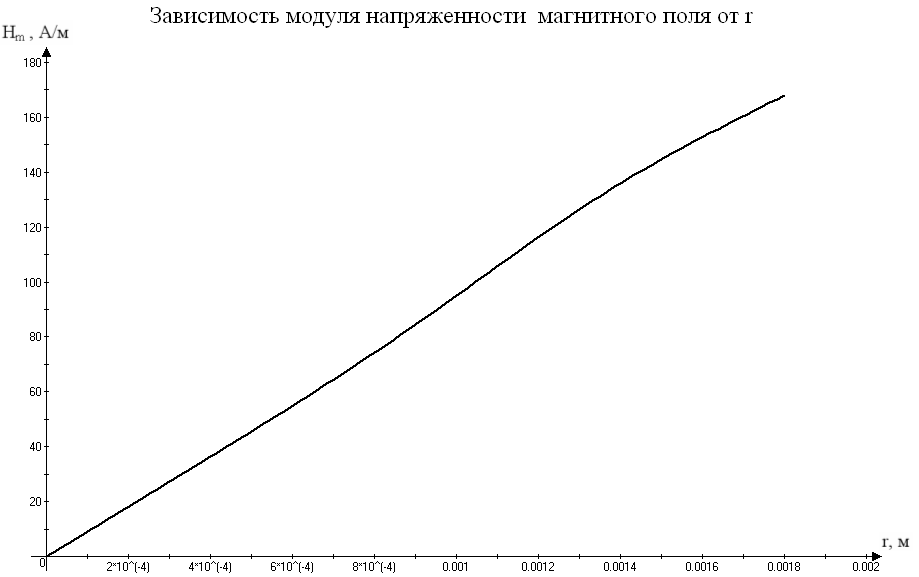 Зависимость модуля напряженности магнитного поля от r
Hm , А/м
180
160
140
120
100
80
60
40
20
0
2*10^(-4) 4*10^(-4) 6*10^(-4) 8*10^(-4) 0.001 0.0012 0.0014 0.0016 0.0018 0.002
r, м